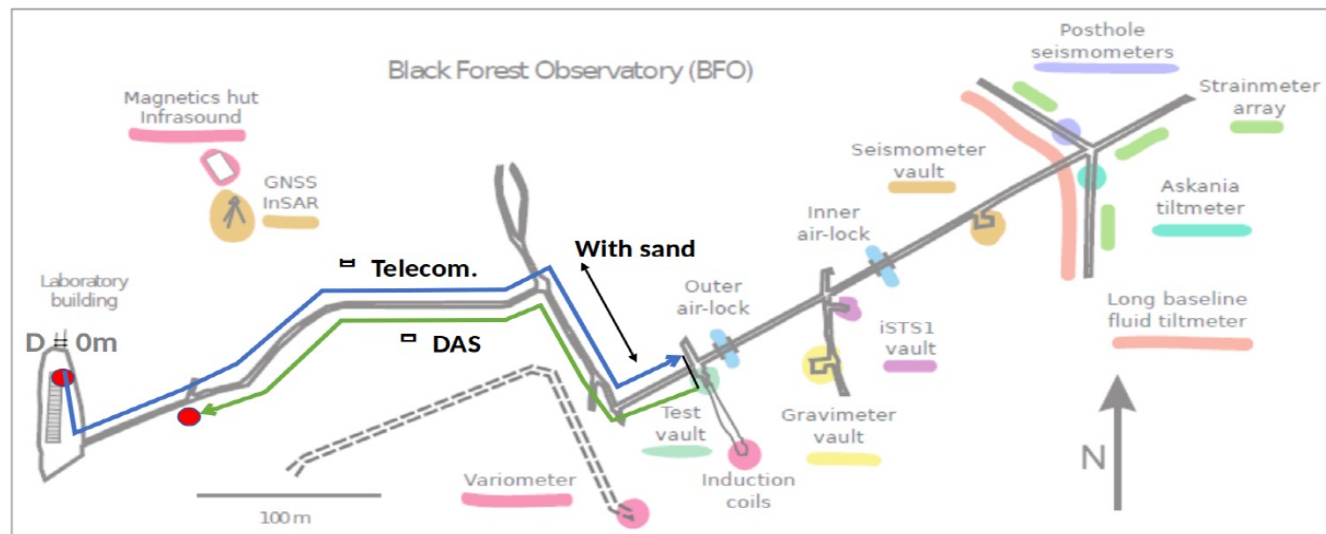 Black Forest Observatory (BFO)
Posthole
seismometers
Strainmeter
array
Magnetics hut
Infrasound
GNSS
InSAR
Seismometer
vault
Askania
tiltmeter
Inner
air-lock
With sand
Telecom.
Outer
air-lock
Laboratory
building
D = 0m
DAS
iSTS1
vault
Long baseline
fluid tiltmeter
Test
vault
Gravimeter
vault
Induction
coils
Variometer
100 m
N